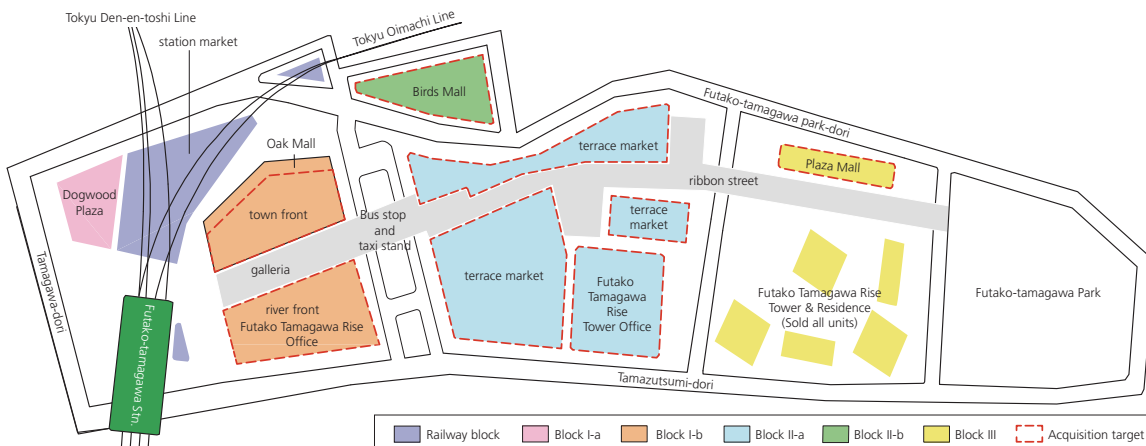 Tokyu Den-en-toshi Line
station market
Tokyu Oimachi Line
Birds Mall
Futako-tamagawa park-dori
Oak Mall
Dogwood
Plaza
town front
terrace market
Plaza Mall
ribbon street
Bus stop
and
taxi stand
terrace
market
galleria
terrace market
Tamagawa-dori
river front
Futako Tamagawa Rise
Office
Futako
Tamagawa
Rise
Tower Office
Futako Tamagawa Rise
Tower & Residence
(Sold all units)
Futako-tamagawa Park
Futako-tamagawa Stn.
Tamazutsumi-dori
Railway block
Block I-a
Block I-b
Block II-a
Block II-b
Block III
Acquisition target